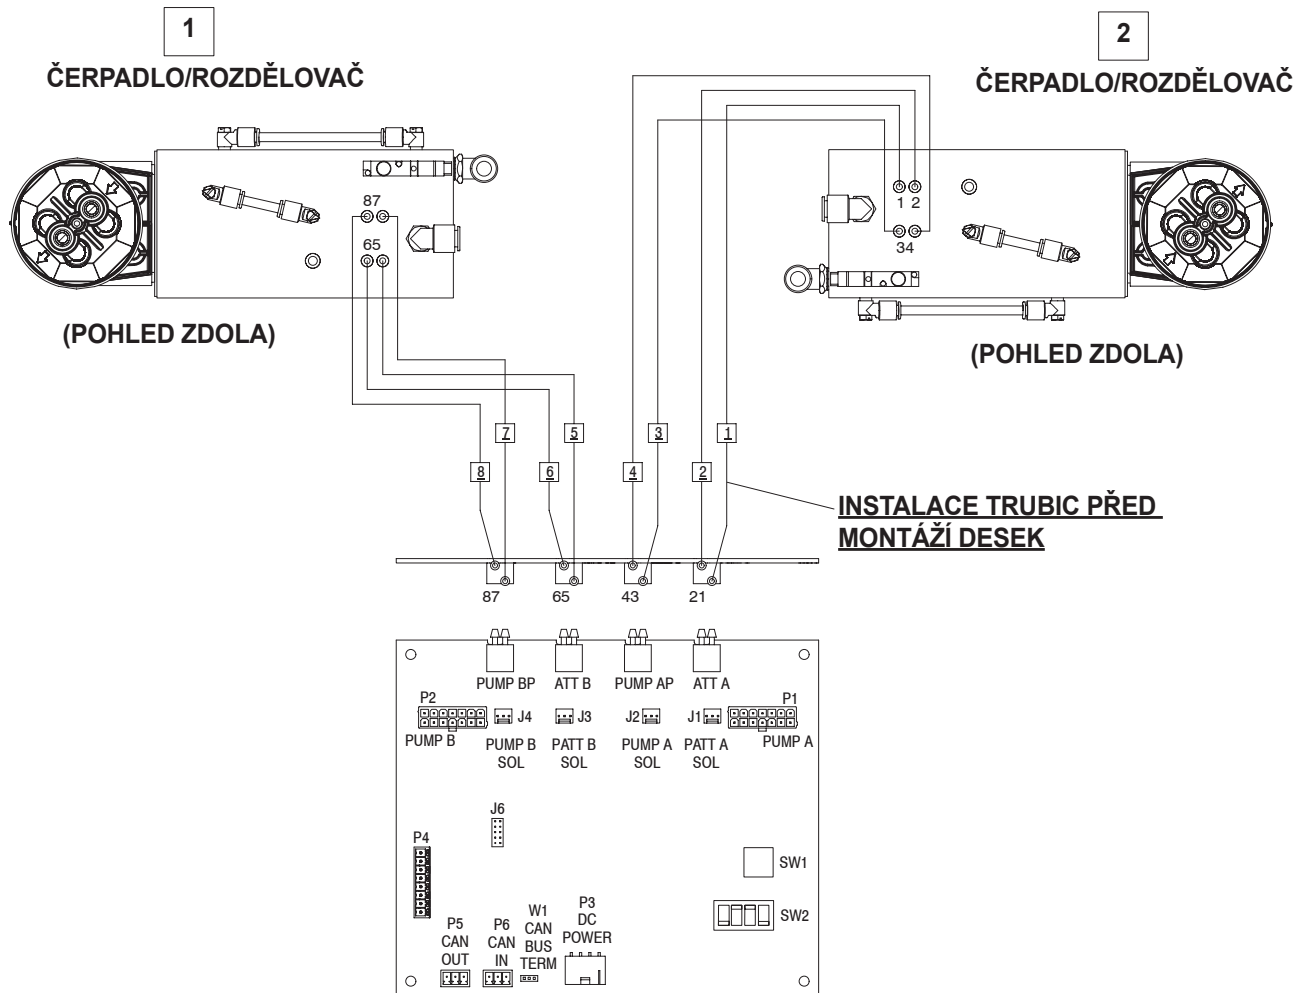 1
ČERPADLO/ROZDĚLOVAČ
2
ČERPADLO/ROZDĚLOVAČ
87
65
1 2
34
(POHLED ZDOLA)
(POHLED ZDOLA)
7
5
3
1
8
6
4
2
INSTALACE TRUBIC PŘED
MONTÁŽÍ DESEK
87
65
43
21
PUMP BP
ATT B
PUMP AP
ATT A
P2
P1
J4
J3
J2
J1
PUMP B
PUMP A
PUMP B
SOL
PATT B
SOL
PUMP A
SOL
PATT A
SOL
J6
P4
SW1
SW2
P5
CAN
OUT
P6
CAN
IN
W1
CAN
BUS
TERM
P3
DC
POWER